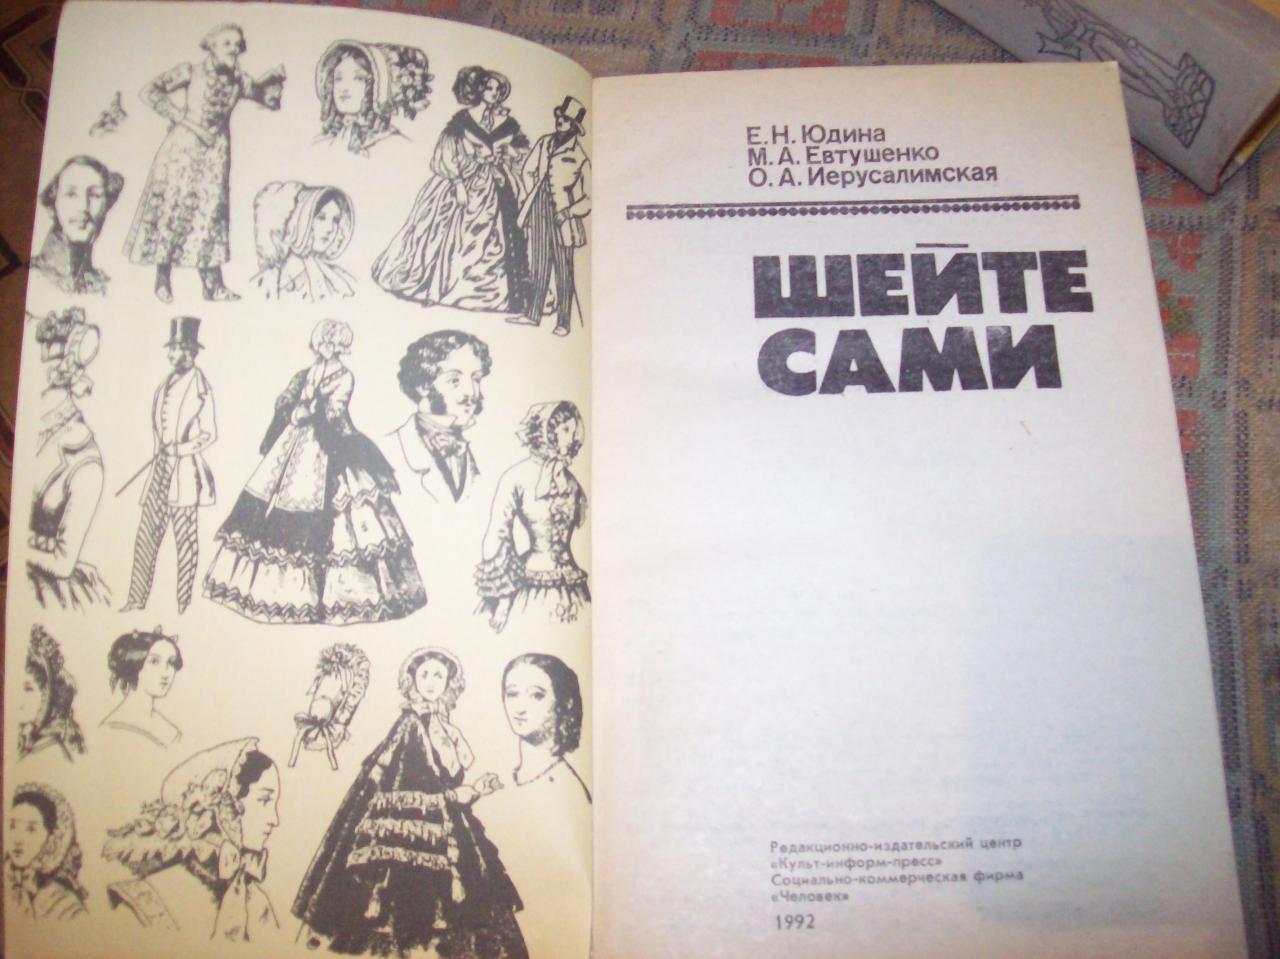 Е. Н. Юдина
М. А. Евтушенко
О. А. Иерусалимская
ШЕЙТЕ
САМИ
Редакционно-издательский центр
«Культ-информ-пресс»
Социально-коммерческая фирма
«Человек»
1992